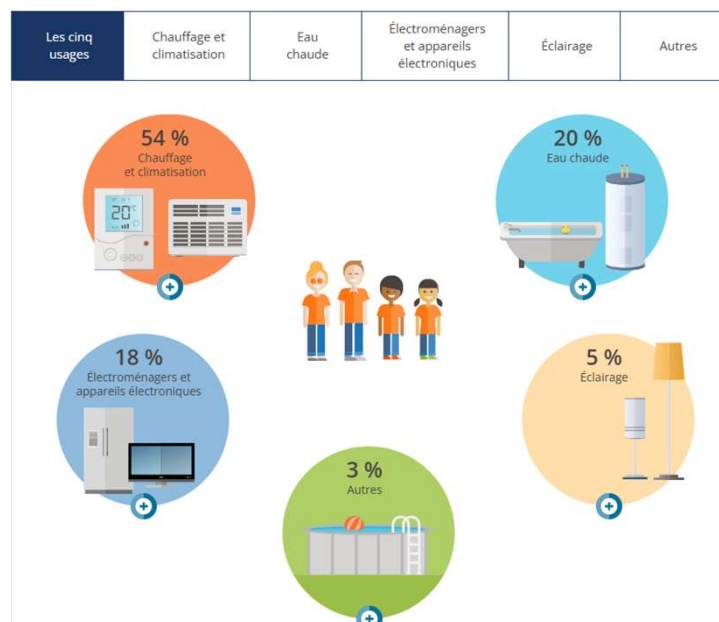 Les cinq
usages
Chauffage et
climatisation
Eau
chaude
Électroménagers
et appareils
électroniques
Éclairage
Autres
54 %
Chauffage
et climatisation
20°C
20 %
Eau chaude
18 %
Électroménagers et
appareils électroniques
5 %
Éclairage
3 %
Autres